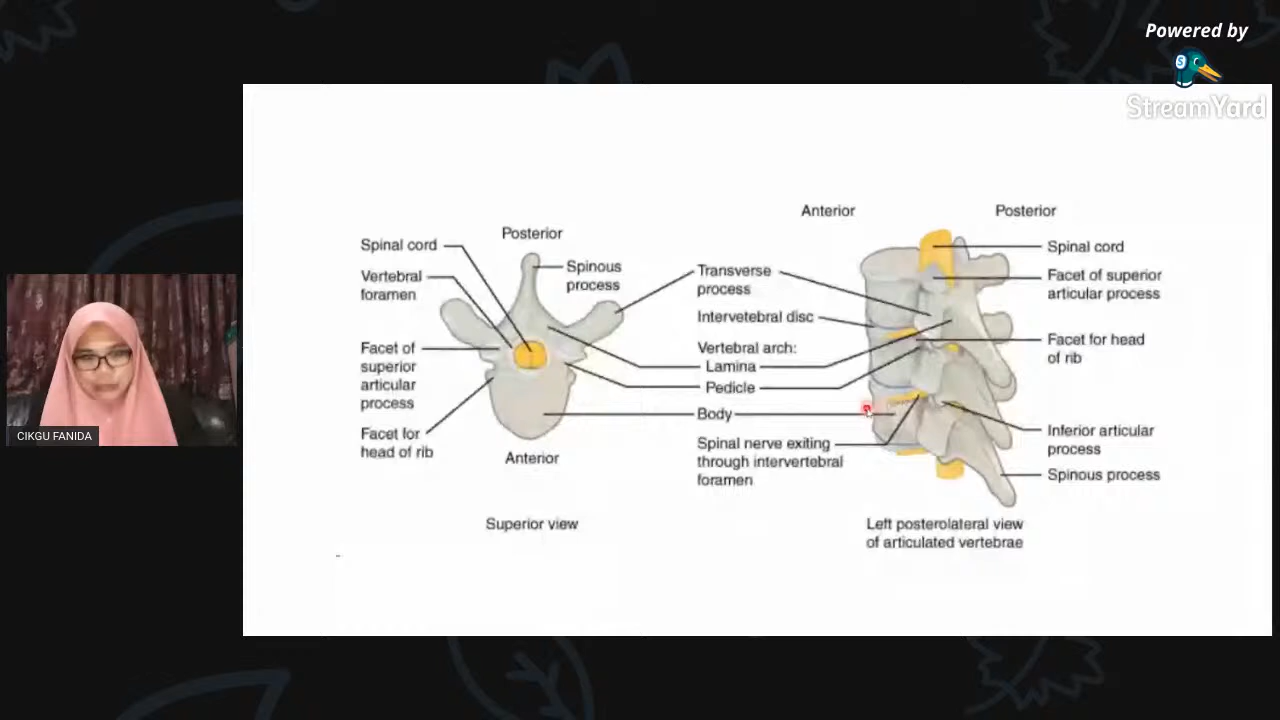 Powered by
StreamYard
CIKGU FANIDA
Posterior
Spinal cord
Vertebral
foramen
Spinous
process
Facet of
superior
articular
process
Facet for
head of rib
Anterior
Superior view
Transverse
process
Intervetebral disc
Vertebral arch:
Lamina
Pedicle
Body
Spinal nerve exiting
through intervertebral
foramen
Anterior
Posterior
Spinal cord
Facet of superior
articular process
Facet for head
of rib
Inferior articular
process
Spinous process
Left posterolateral view
of articulated vertebrae